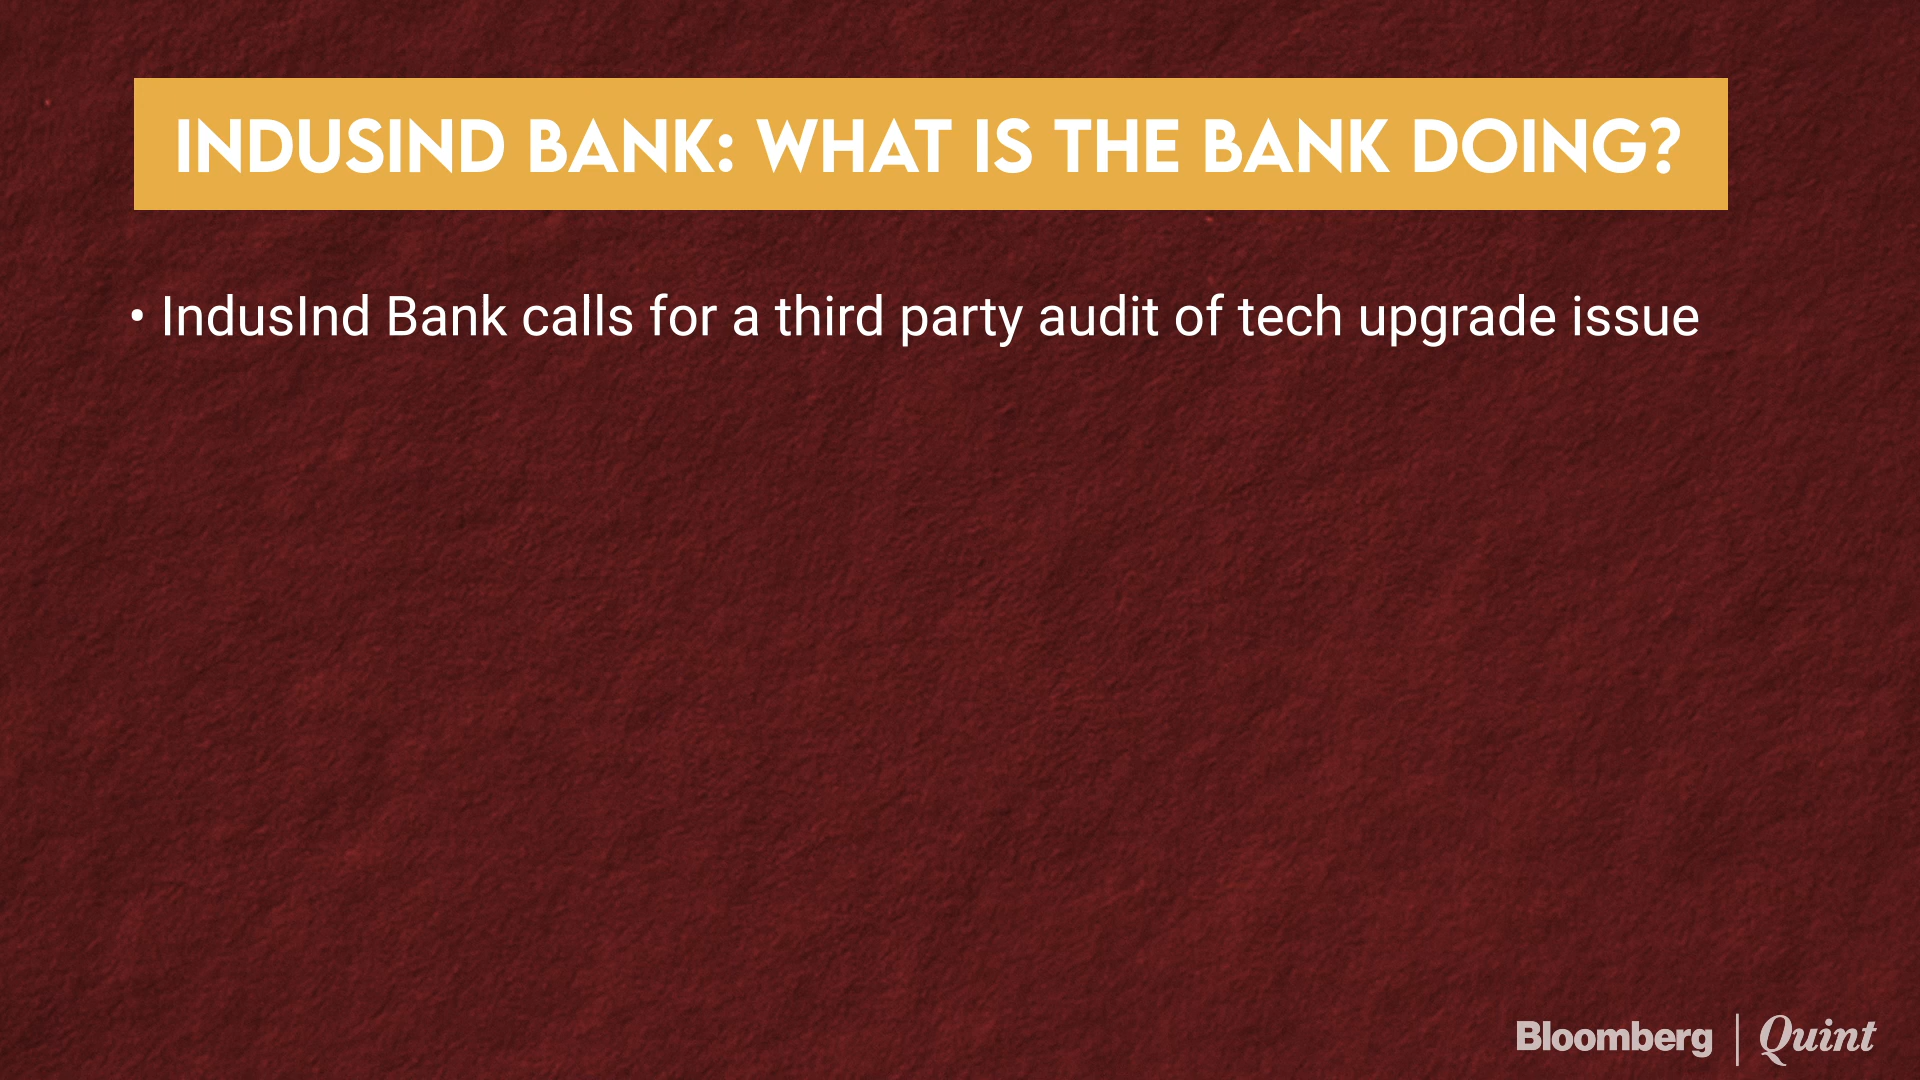 INDUSIND BANK: WHAT IS THE BANK DOING?
• IndusInd Bank calls for a third party audit of tech upgrade issue
Bloomberg | Quint